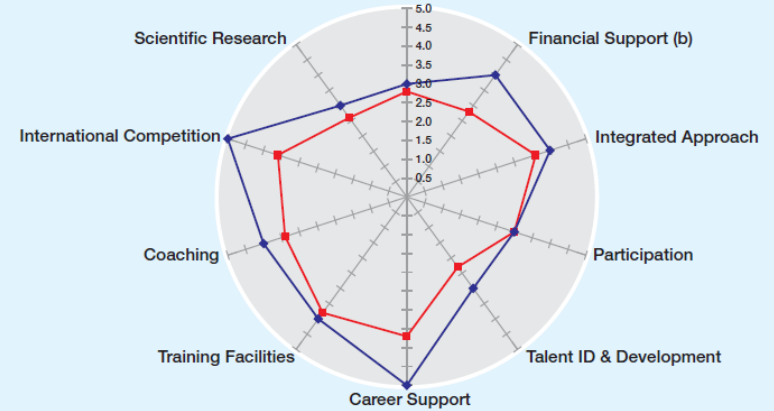 5.0
4.5
4.0
3.5
3.0
2.5
2.0
1.5
1.0
0.5
Scientific Research
Financial Support (b)
International Competition
Integrated Approach
Coaching
Participation
Training Facilities
Talent ID & Development
Career Support